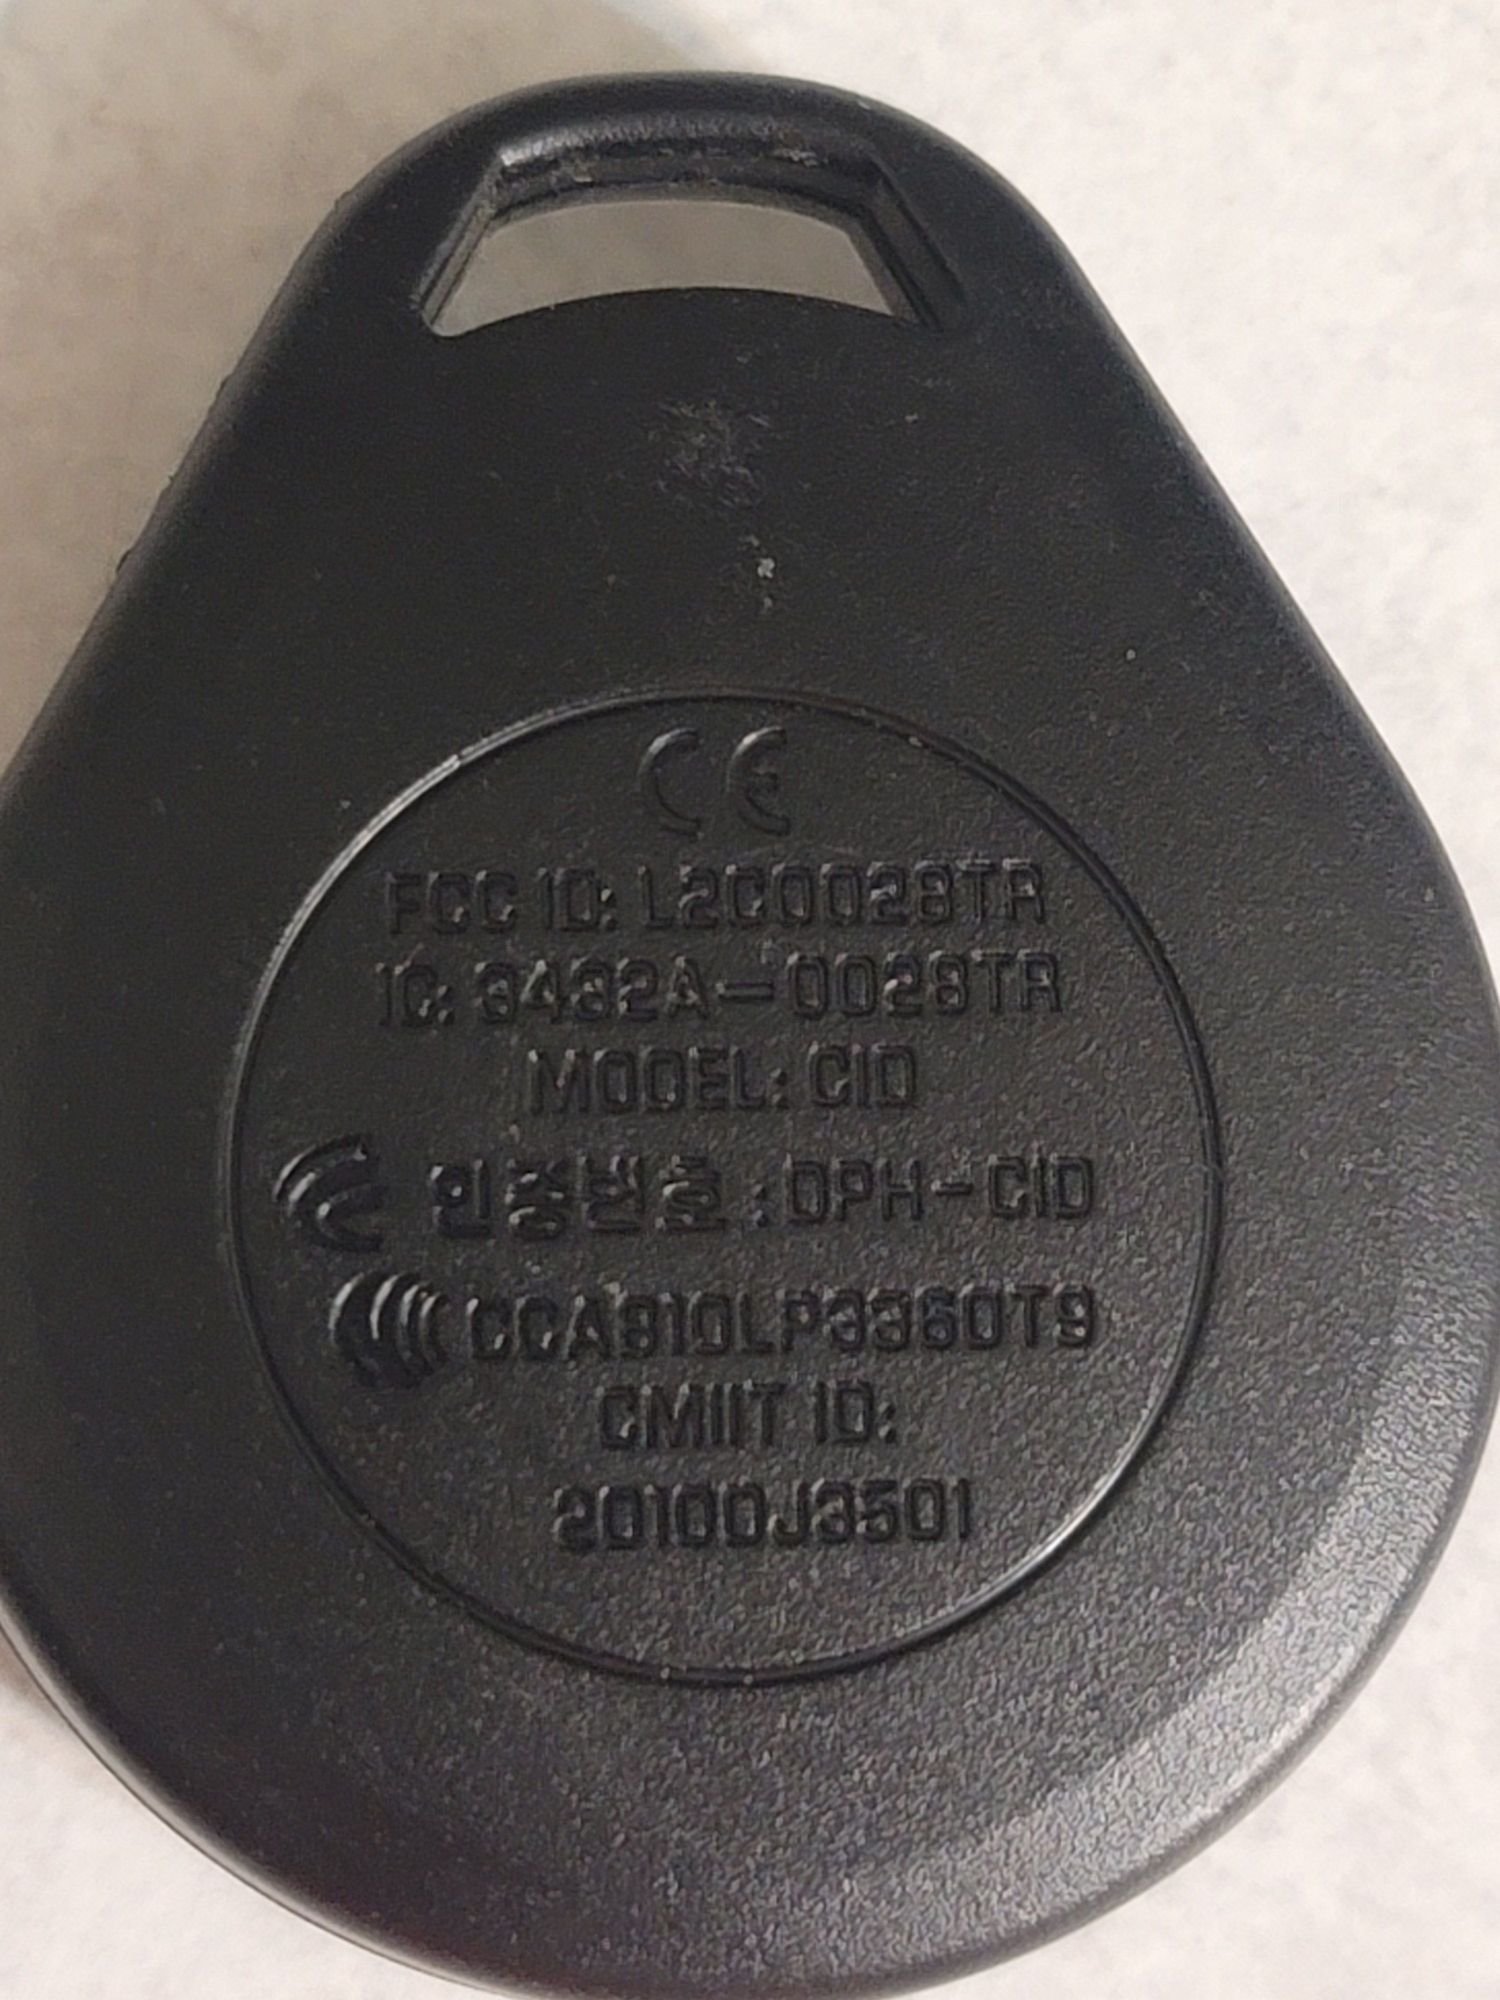 CE
FCC ID: L2C0028TR
IC: 3432A-0028TR
MODEL: CID
인증번호 : DPH-CID
CCAB10LP3360T9
CMIIT ID:
2010DJ3501